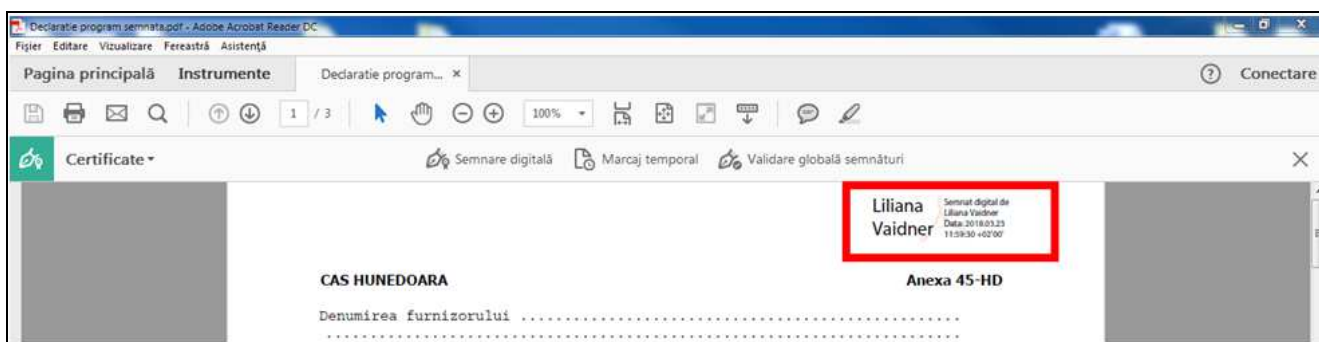 Declaratie program semnata.pdf - Adobe Acrobat Reader DC
Fișier Editare Vizualizare Fereastră Asistență
Pagina principală Instrumente Declaratie program... × ? Conectare
1 / 3 100%
Certificate Semnare digitală Marcaj temporal Validare globală semnături
Liliana Vaidner
Semnat digital de
Liliana Vaidner
Data: 2018.03.23
11:59:30 +02'00'
CAS HUNEDOARA Anexa 45-HD
Denumirea furnizorului .................................................
.......................................................................